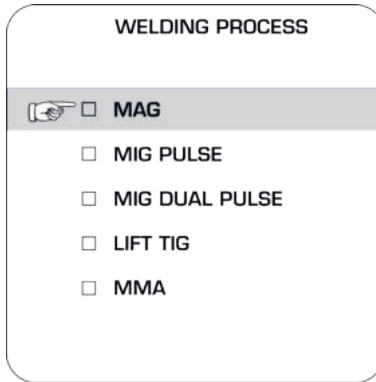 WELDING PROCESS
MAG
MIG PULSE
MIG DUAL PULSE
LIFT TIG
MMA